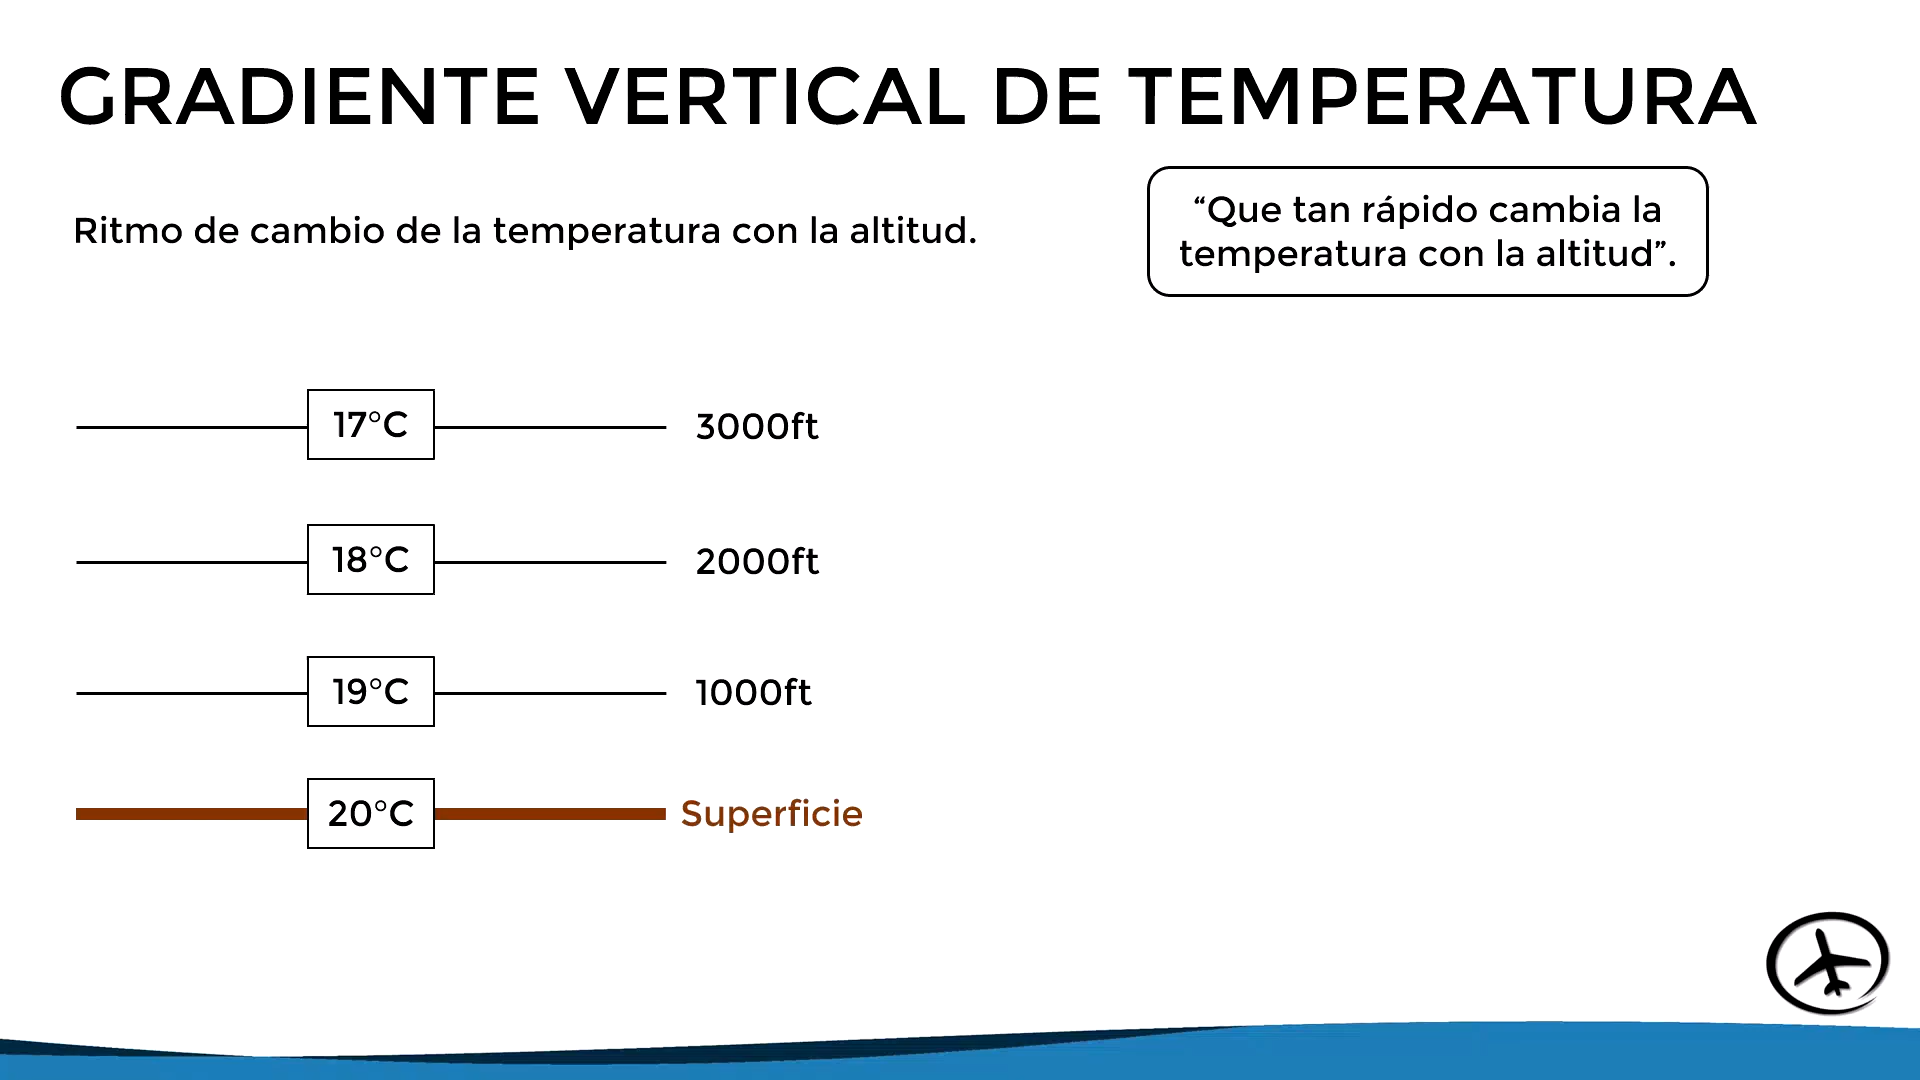 GRADIENTE VERTICAL DE TEMPERATURA
Ritmo de cambio de la temperatura con la altitud.
“Que tan rápido cambia la
temperatura con la altitud”.
17°C 3000ft
18°C 2000ft
19°C 1000ft
20°C Superficie